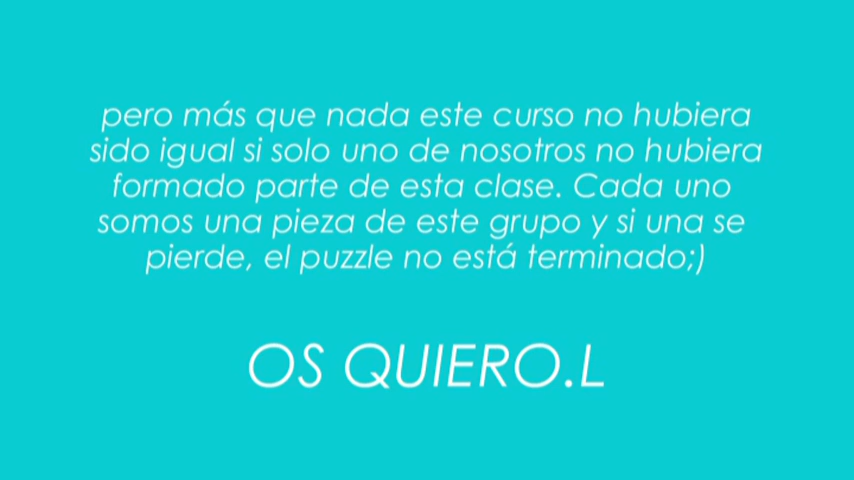 pero más que nada este curso no hubiera
sido igual si solo uno de nosotros no hubiera
formado parte de esta clase. Cada uno
somos una pieza de este grupo y si una se
pierde, el puzzle no está terminado;)
OS QUIERO.L